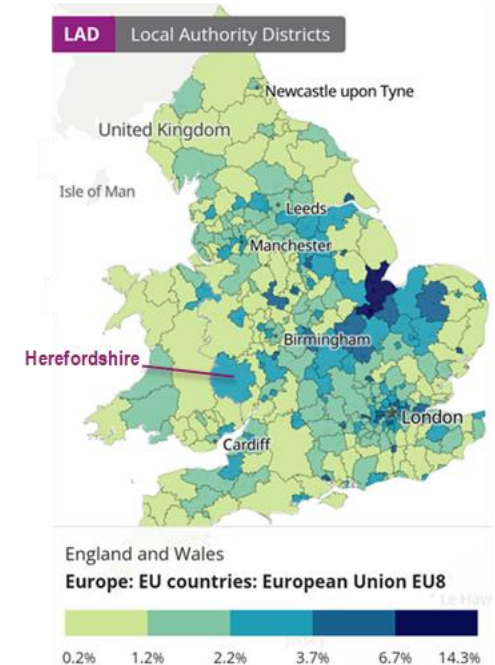 LAD Local Authority Districts
Newcastle upon Tyne
United Kingdom
Isle of Man
Leeds
Manchester
Birmingham
Herefordshire
London
Cardiff
England and Wales
Europe: EU countries: European Union EU8
Le Hav
0.2% 1.2% 2.2% 3.7% 6.7% 14.3%